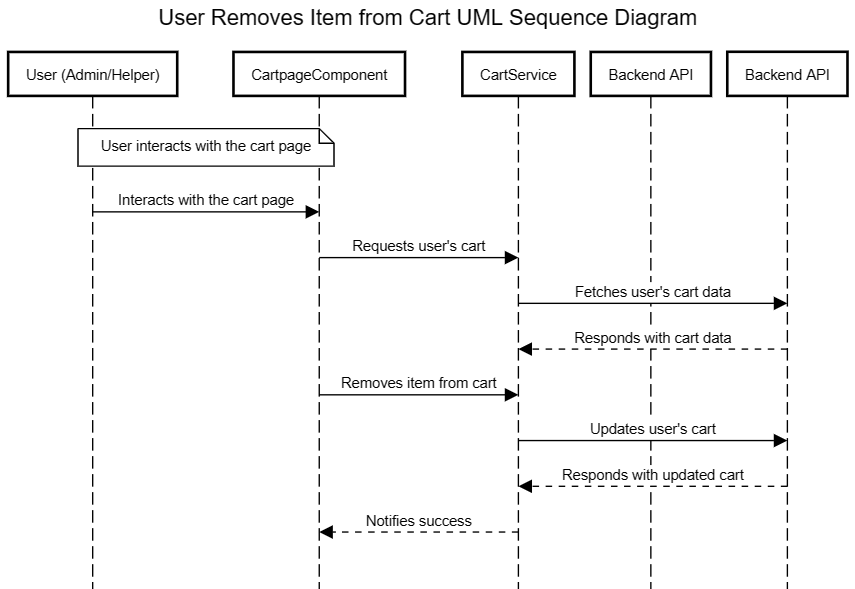 User Removes Item from Cart UML Sequence Diagram
User (Admin/Helper)
CartpageComponent
CartService
Backend API
Backend API
User interacts with the cart page
Interacts with the cart page
Requests user's cart
Fetches user's cart data
Responds with cart data
Removes item from cart
Updates user's cart
Responds with updated cart
Notifies success